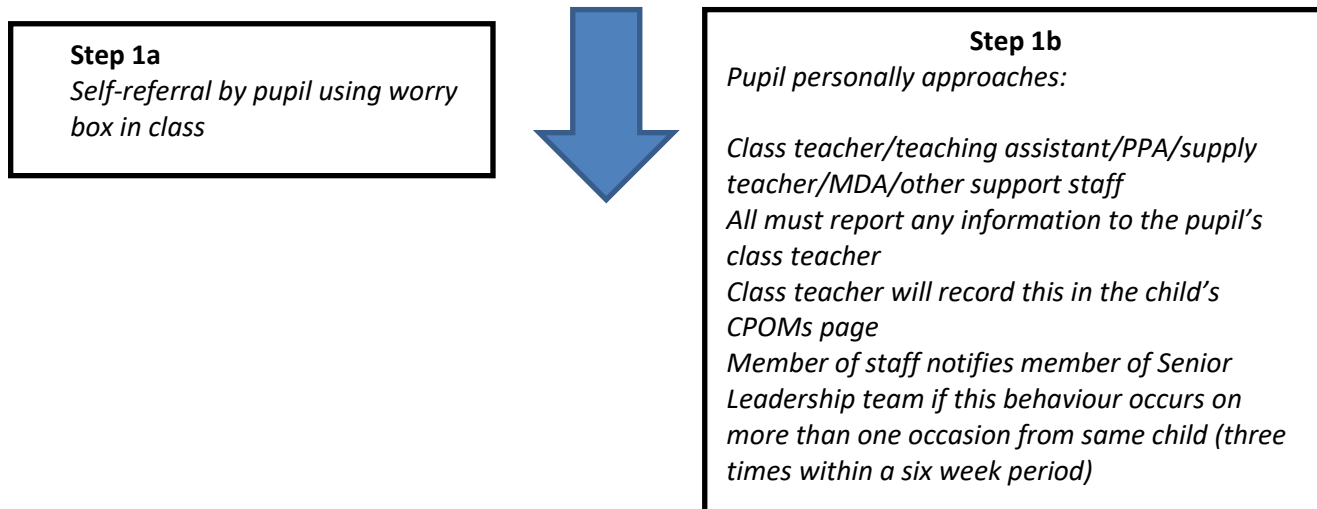 Step 1a
Self-referral by pupil using worry
box in class
Step 1b
Pupil personally approaches:
Class teacher/teaching assistant/PPA/supply
teacher/MDA/other support staff
All must report any information to the pupil’s
class teacher
Class teacher will record this in the child’s
CPOMs page
Member of staff notifies member of Senior
Leadership team if this behaviour occurs on
more than one occasion from same child (three
times within a six week period)